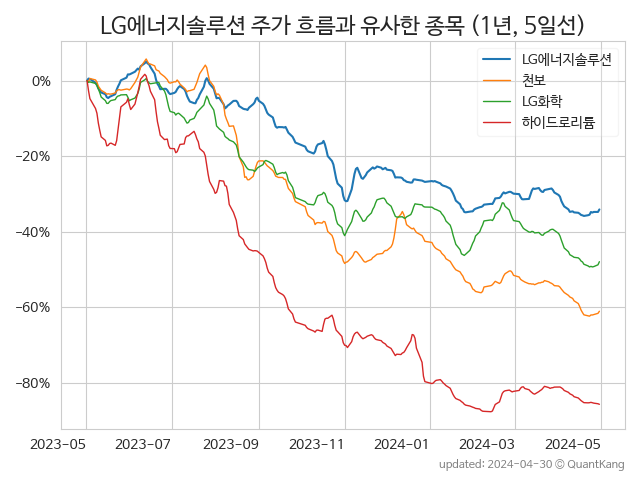 LG에너지솔루션 주가 흐름과 유사한 종목 (1년, 5일선)
LG에너지솔루션
천보
LG화학
하이드로리튬
0%
−20%
−40%
−60%
−80%
2023-05 2023-07 2023-09 2023-11 2024-01 2024-03 2024-05
updated: 2024-04-30 © QuantKang